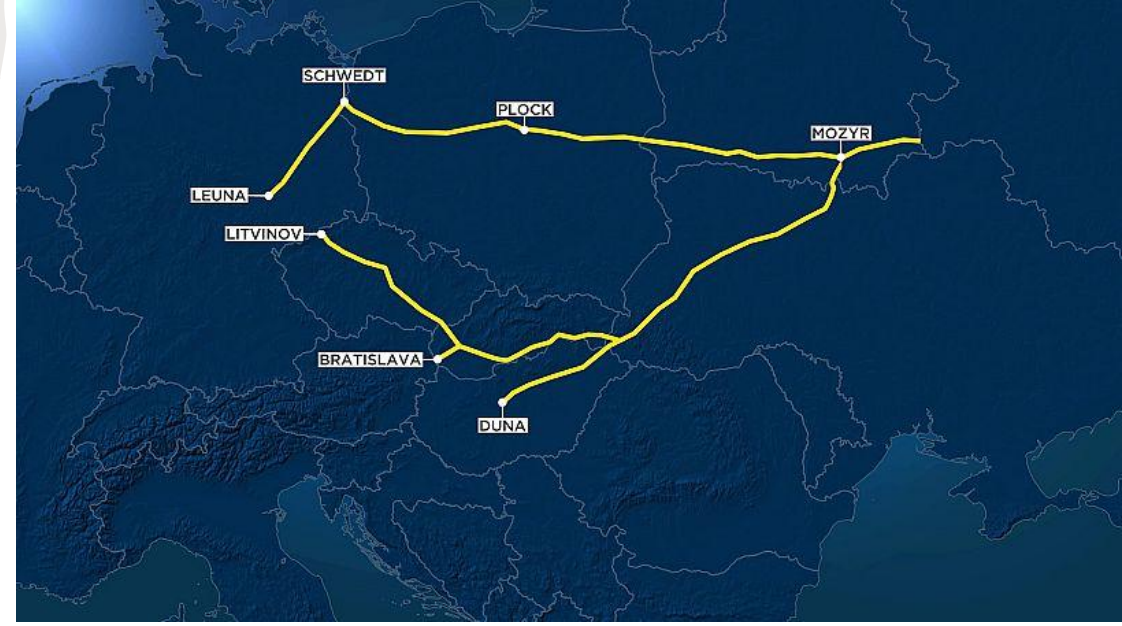 SCHWEDT
PLOCK
MOZYR
LEUNA
LITVINOV
BRATISLAVA
DUNA